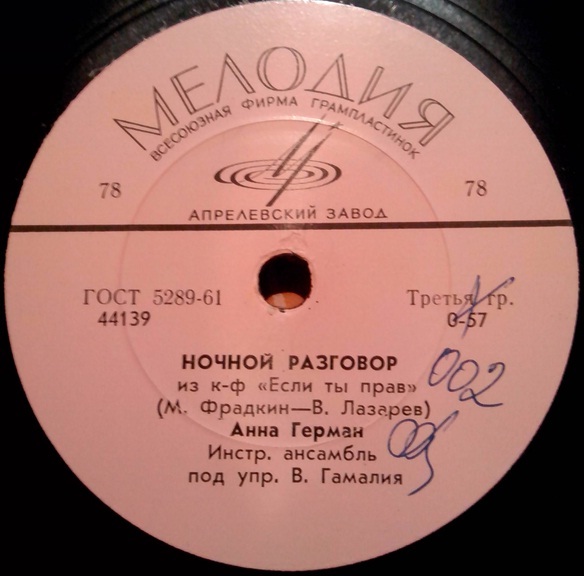 МЕЛОДИЯ
ВСЕСОЮЗНАЯ ФИРМА ГРАМПЛАСТИНОК
78 78
АПРЕЛЕВСКИЙ ЗАВОД
ГОСТ 5289-61 Третья гр.
44139 0-57
НОЧНОЙ РАЗГОВОР
из к-ф «Если ты прав» 002
(М. Фрадкин—В. Лазарев)
Анна Герман
Инстр. ансамбль
под упр. В. Гамалия